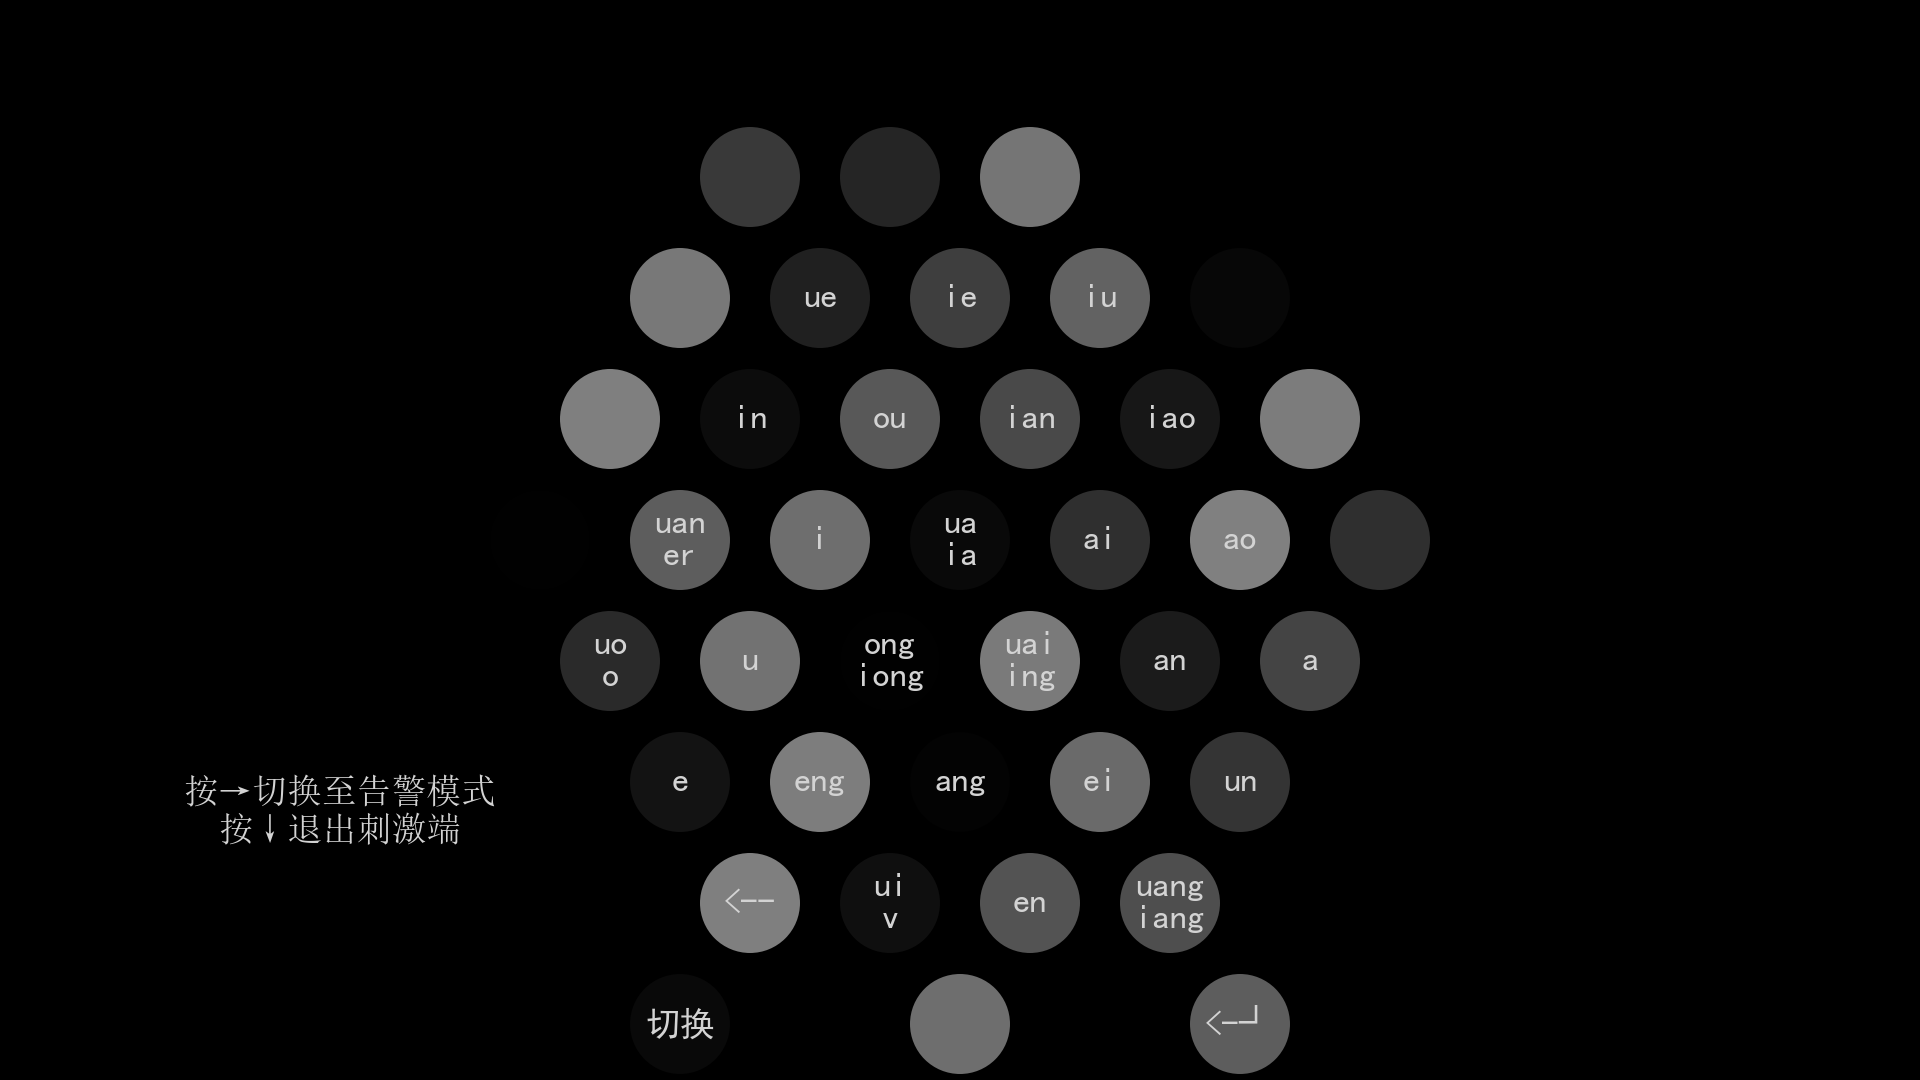 ue
ie
iu
in
ou
ian
iao
uan
er
i
ua
ia
ai
ao
uo
o
u
ong
iong
uai
ing
an
a
e
eng
ang
ei
un
按→切换至告警模式
按↓退出刺激端
<--
ui
v
en
uang
iang
切换
<-┘